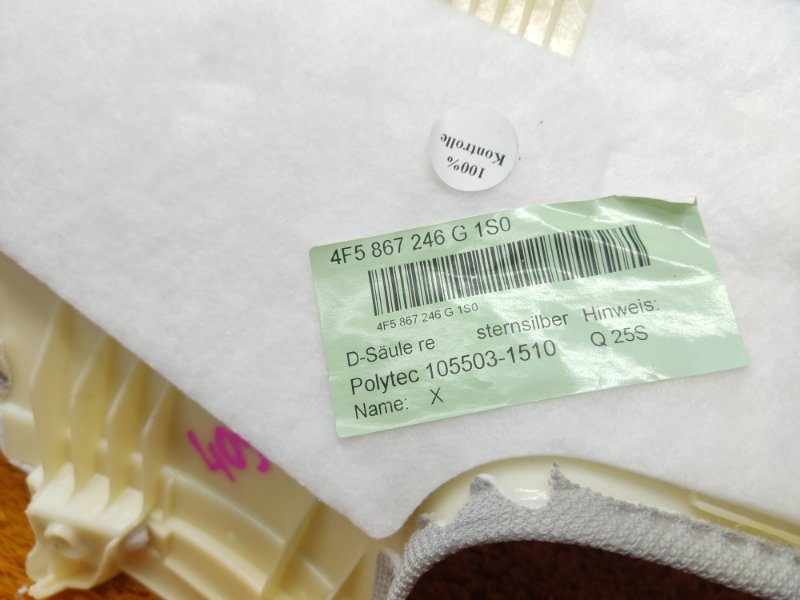 100%
Kontrolle
4F5 867 246 G 1S0
4F5 867 246 G 1S0
D-Säule re sternsilber Hinweis:
Polytec 105503-1510 Q 25S
Name: X